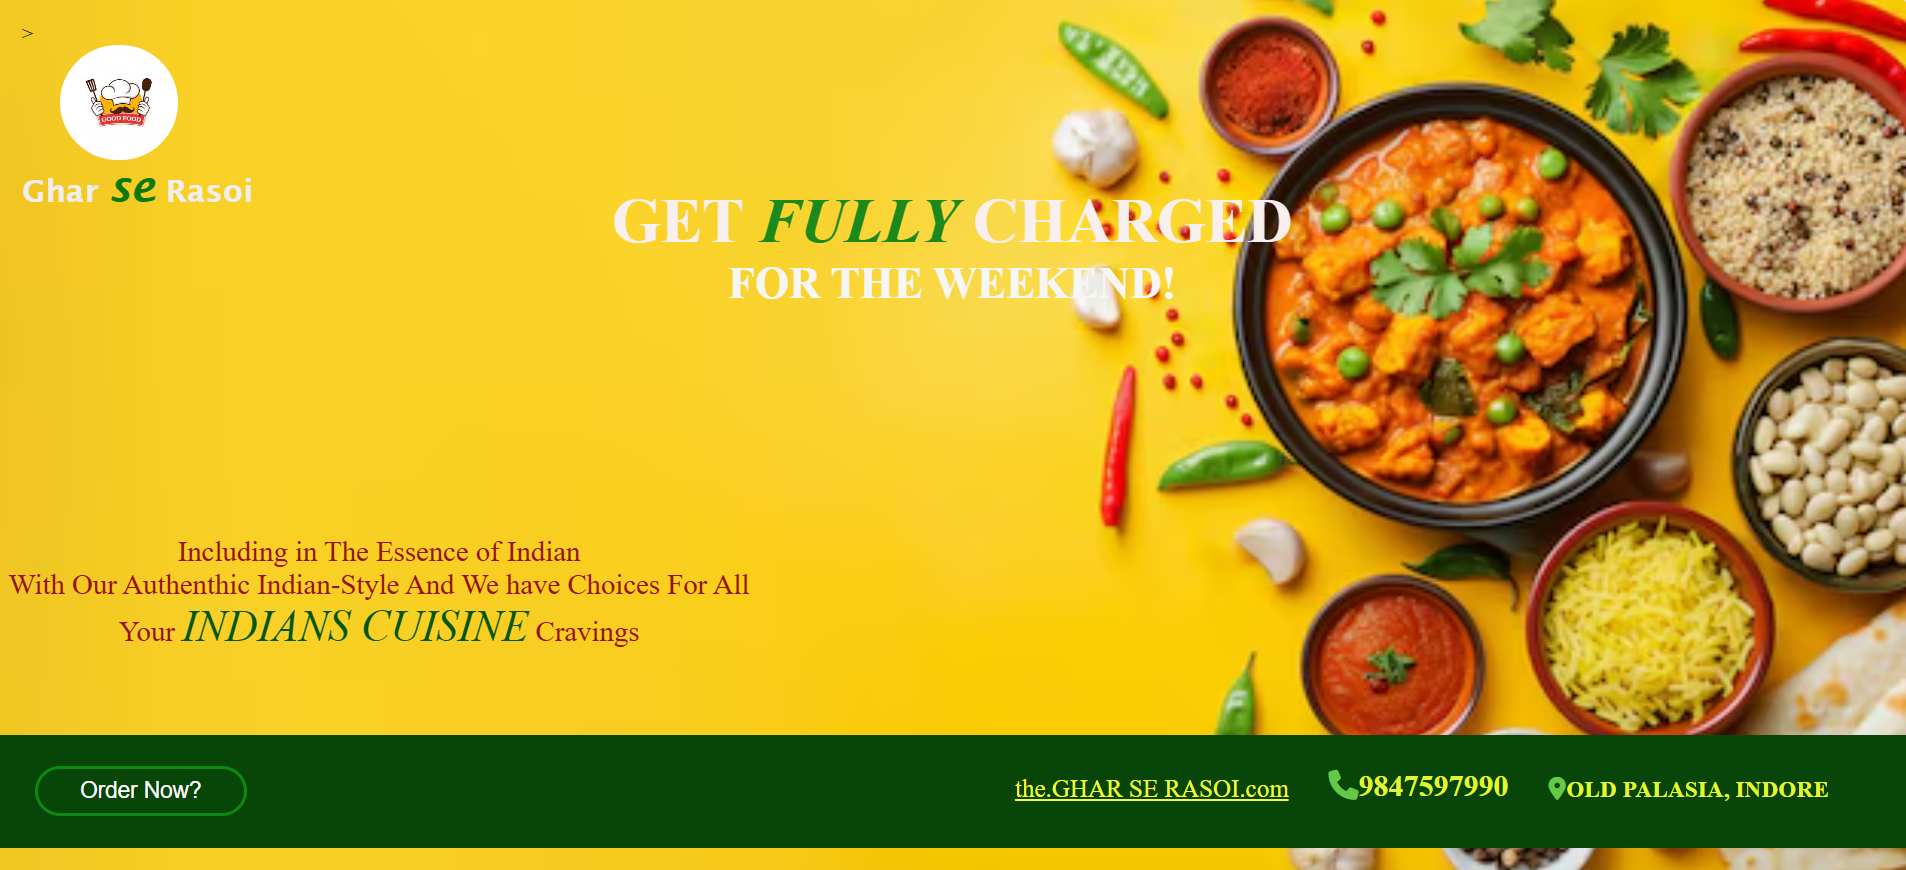 >
GOOD FOOD
Ghar se Rasoi
GET FULLY CHARGED
FOR THE WEEKEND!
Including in The Essence of Indian
With Our Authenthic Indian-Style And We have Choices For All
Your INDIANS CUISINE Cravings
Order Now?
the.GHAR SE RASOI.com
9847597990
OLD PALASIA, INDORE